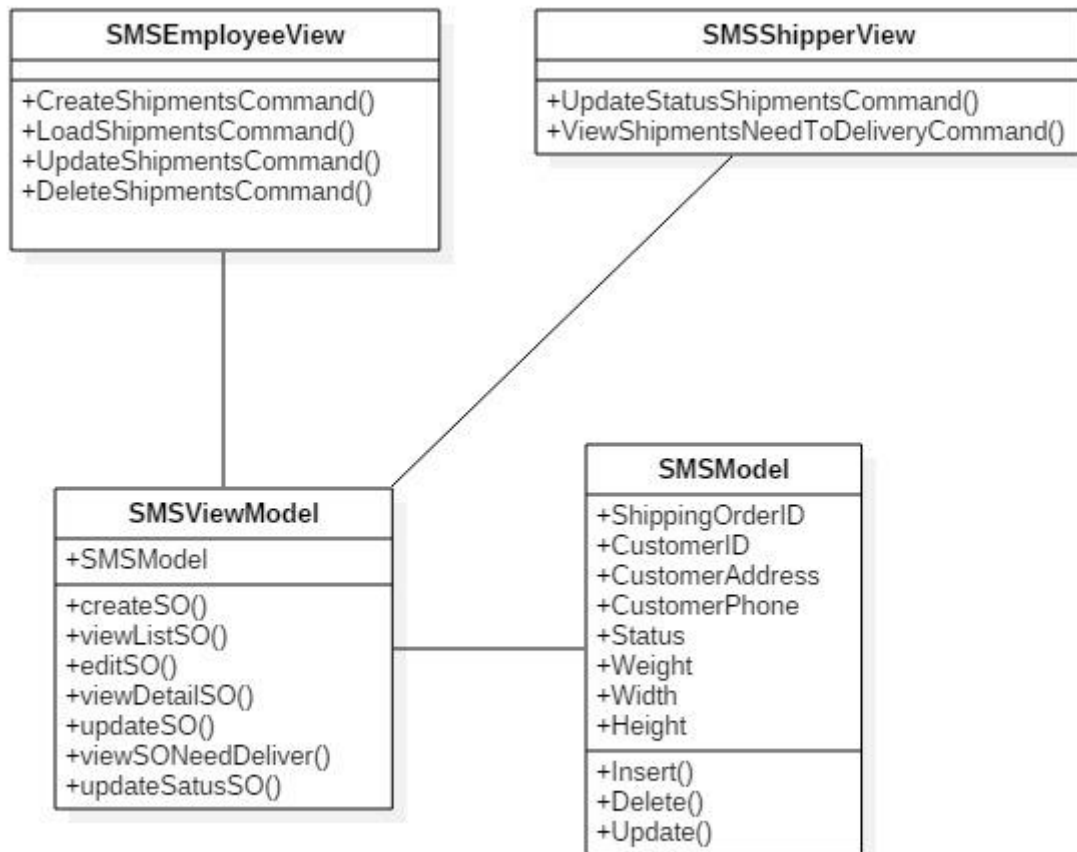 SMSEmployeeView
+CreateShipmentsCommand()
+LoadShipmentsCommand()
+UpdateShipmentsCommand()
+DeleteShipmentsCommand()
SMSShipperView
+UpdateStatusShipmentsCommand()
+ViewShipmentsNeedToDeliveryCommand()
SMSViewModel
+SMSModel
+createSO()
+viewListSO()
+editSO()
+viewDetailSO()
+updateSO()
+viewSONeedDeliver()
+updateSatusSO()
SMSModel
+ShippingOrderID
+CustomerID
+CustomerAddress
+CustomerPhone
+Status
+Weight
+Width
+Height
+Insert()
+Delete()
+Update()